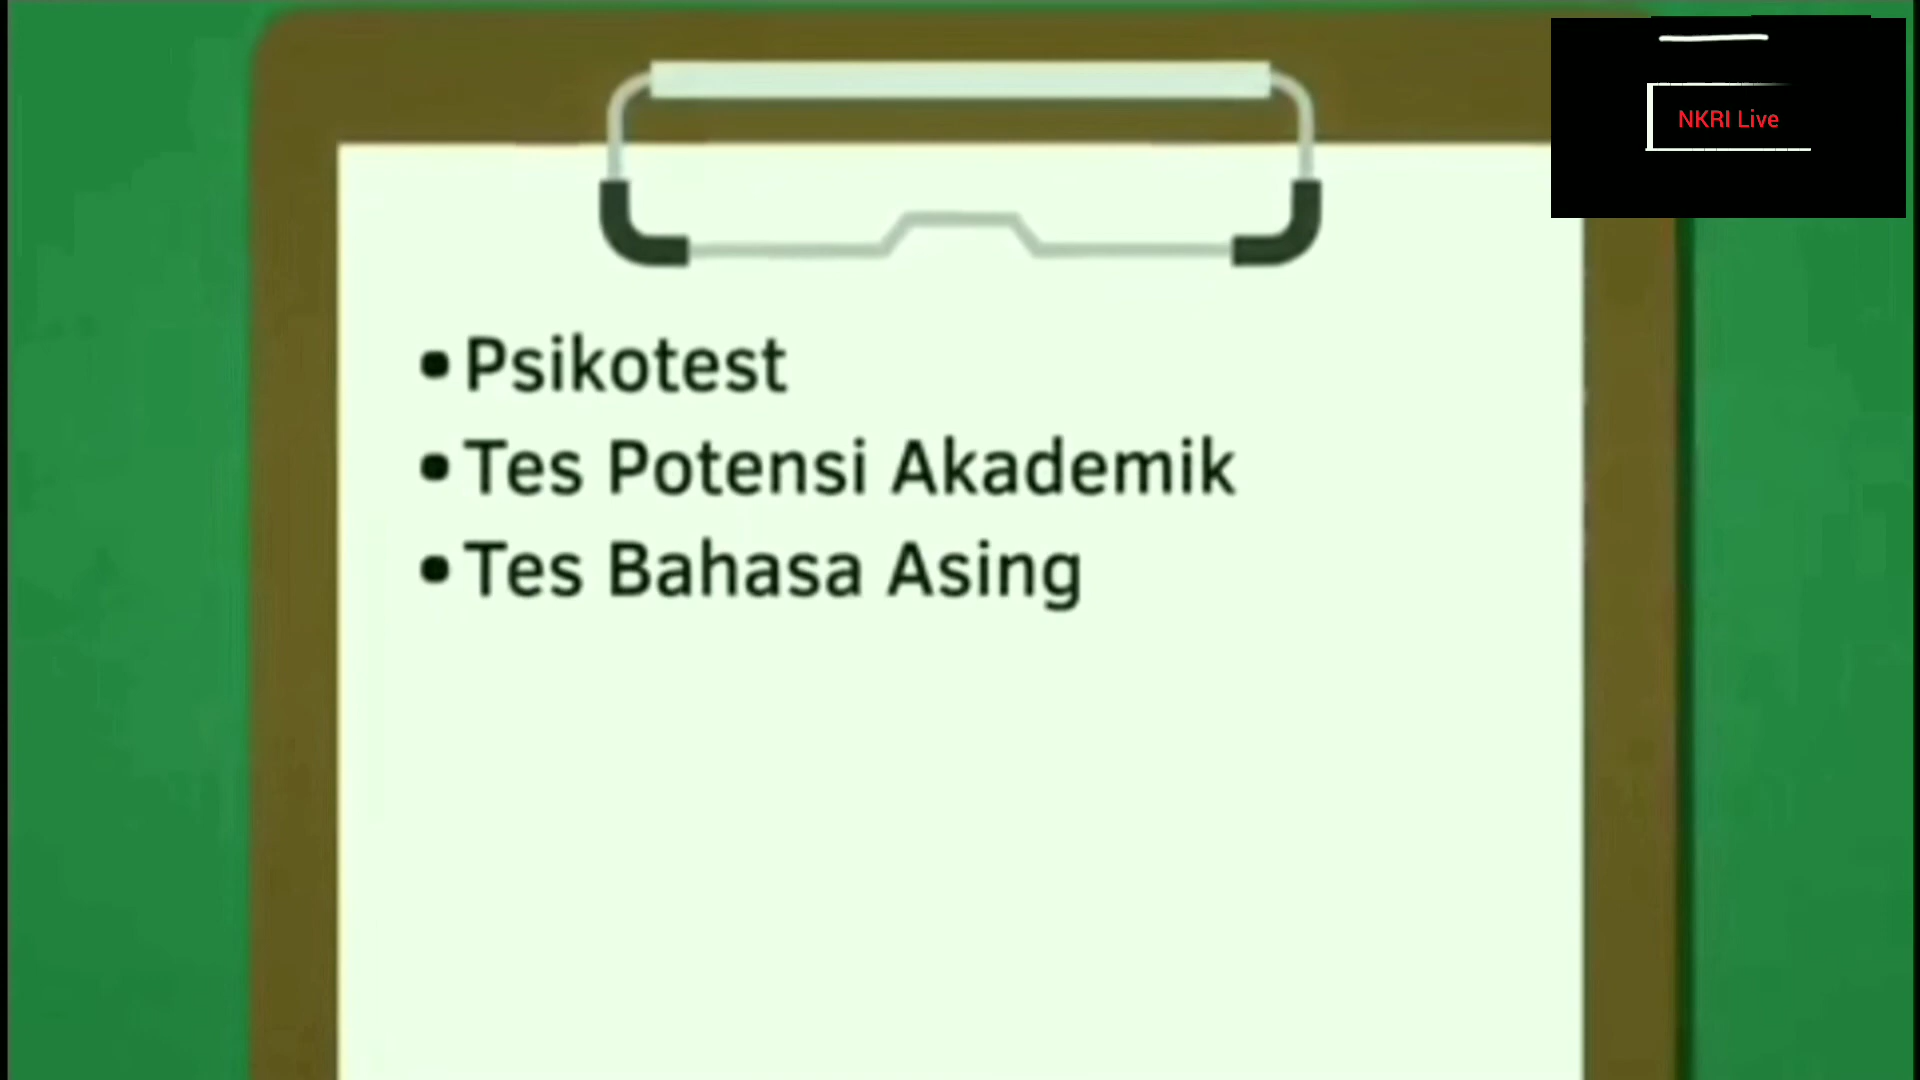 NKRI Live
• Psikotest
• Tes Potensi Akademik
• Tes Bahasa Asing